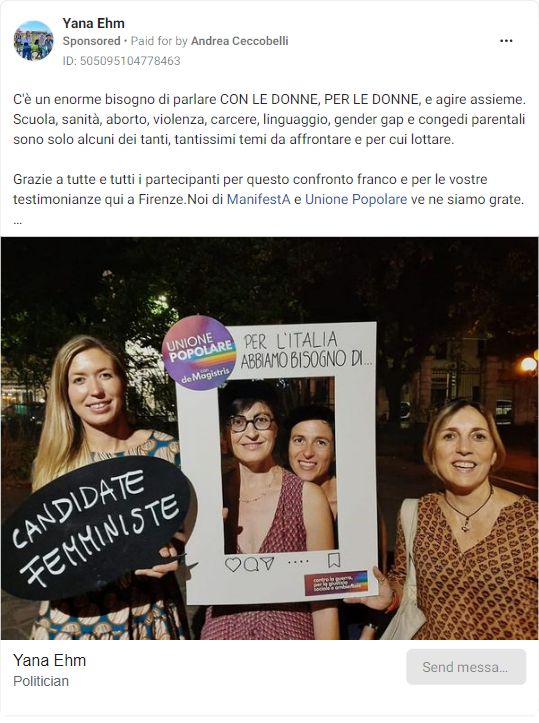 Yana Ehm
Sponsored • Paid for by Andrea Ceccobelli
ID: 505095104778463
C'è un enorme bisogno di parlare CON LE DONNE, PER LE DONNE, e agire assieme.
Scuola, sanità, aborto, violenza, carcere, linguaggio, gender gap e congedi parentali
sono solo alcuni dei tanti, tantissimi temi da affrontare e per cui lottare.
Grazie a tutte e tutti i partecipanti per questo confronto franco e per le vostre
testimonianze qui a Firenze.Noi di ManifestA e Unione Popolare ve ne siamo grate.
...
UNIONE
POPOLARE
con
de Magistris
PER L'ITALIA
ABBIAMO BISOGNO DI...
CANDIDATE
FEMMINISTE
contro la guerra,
per la giustizia
sociale e
ambientale
Yana Ehm
Politician
Send messa...